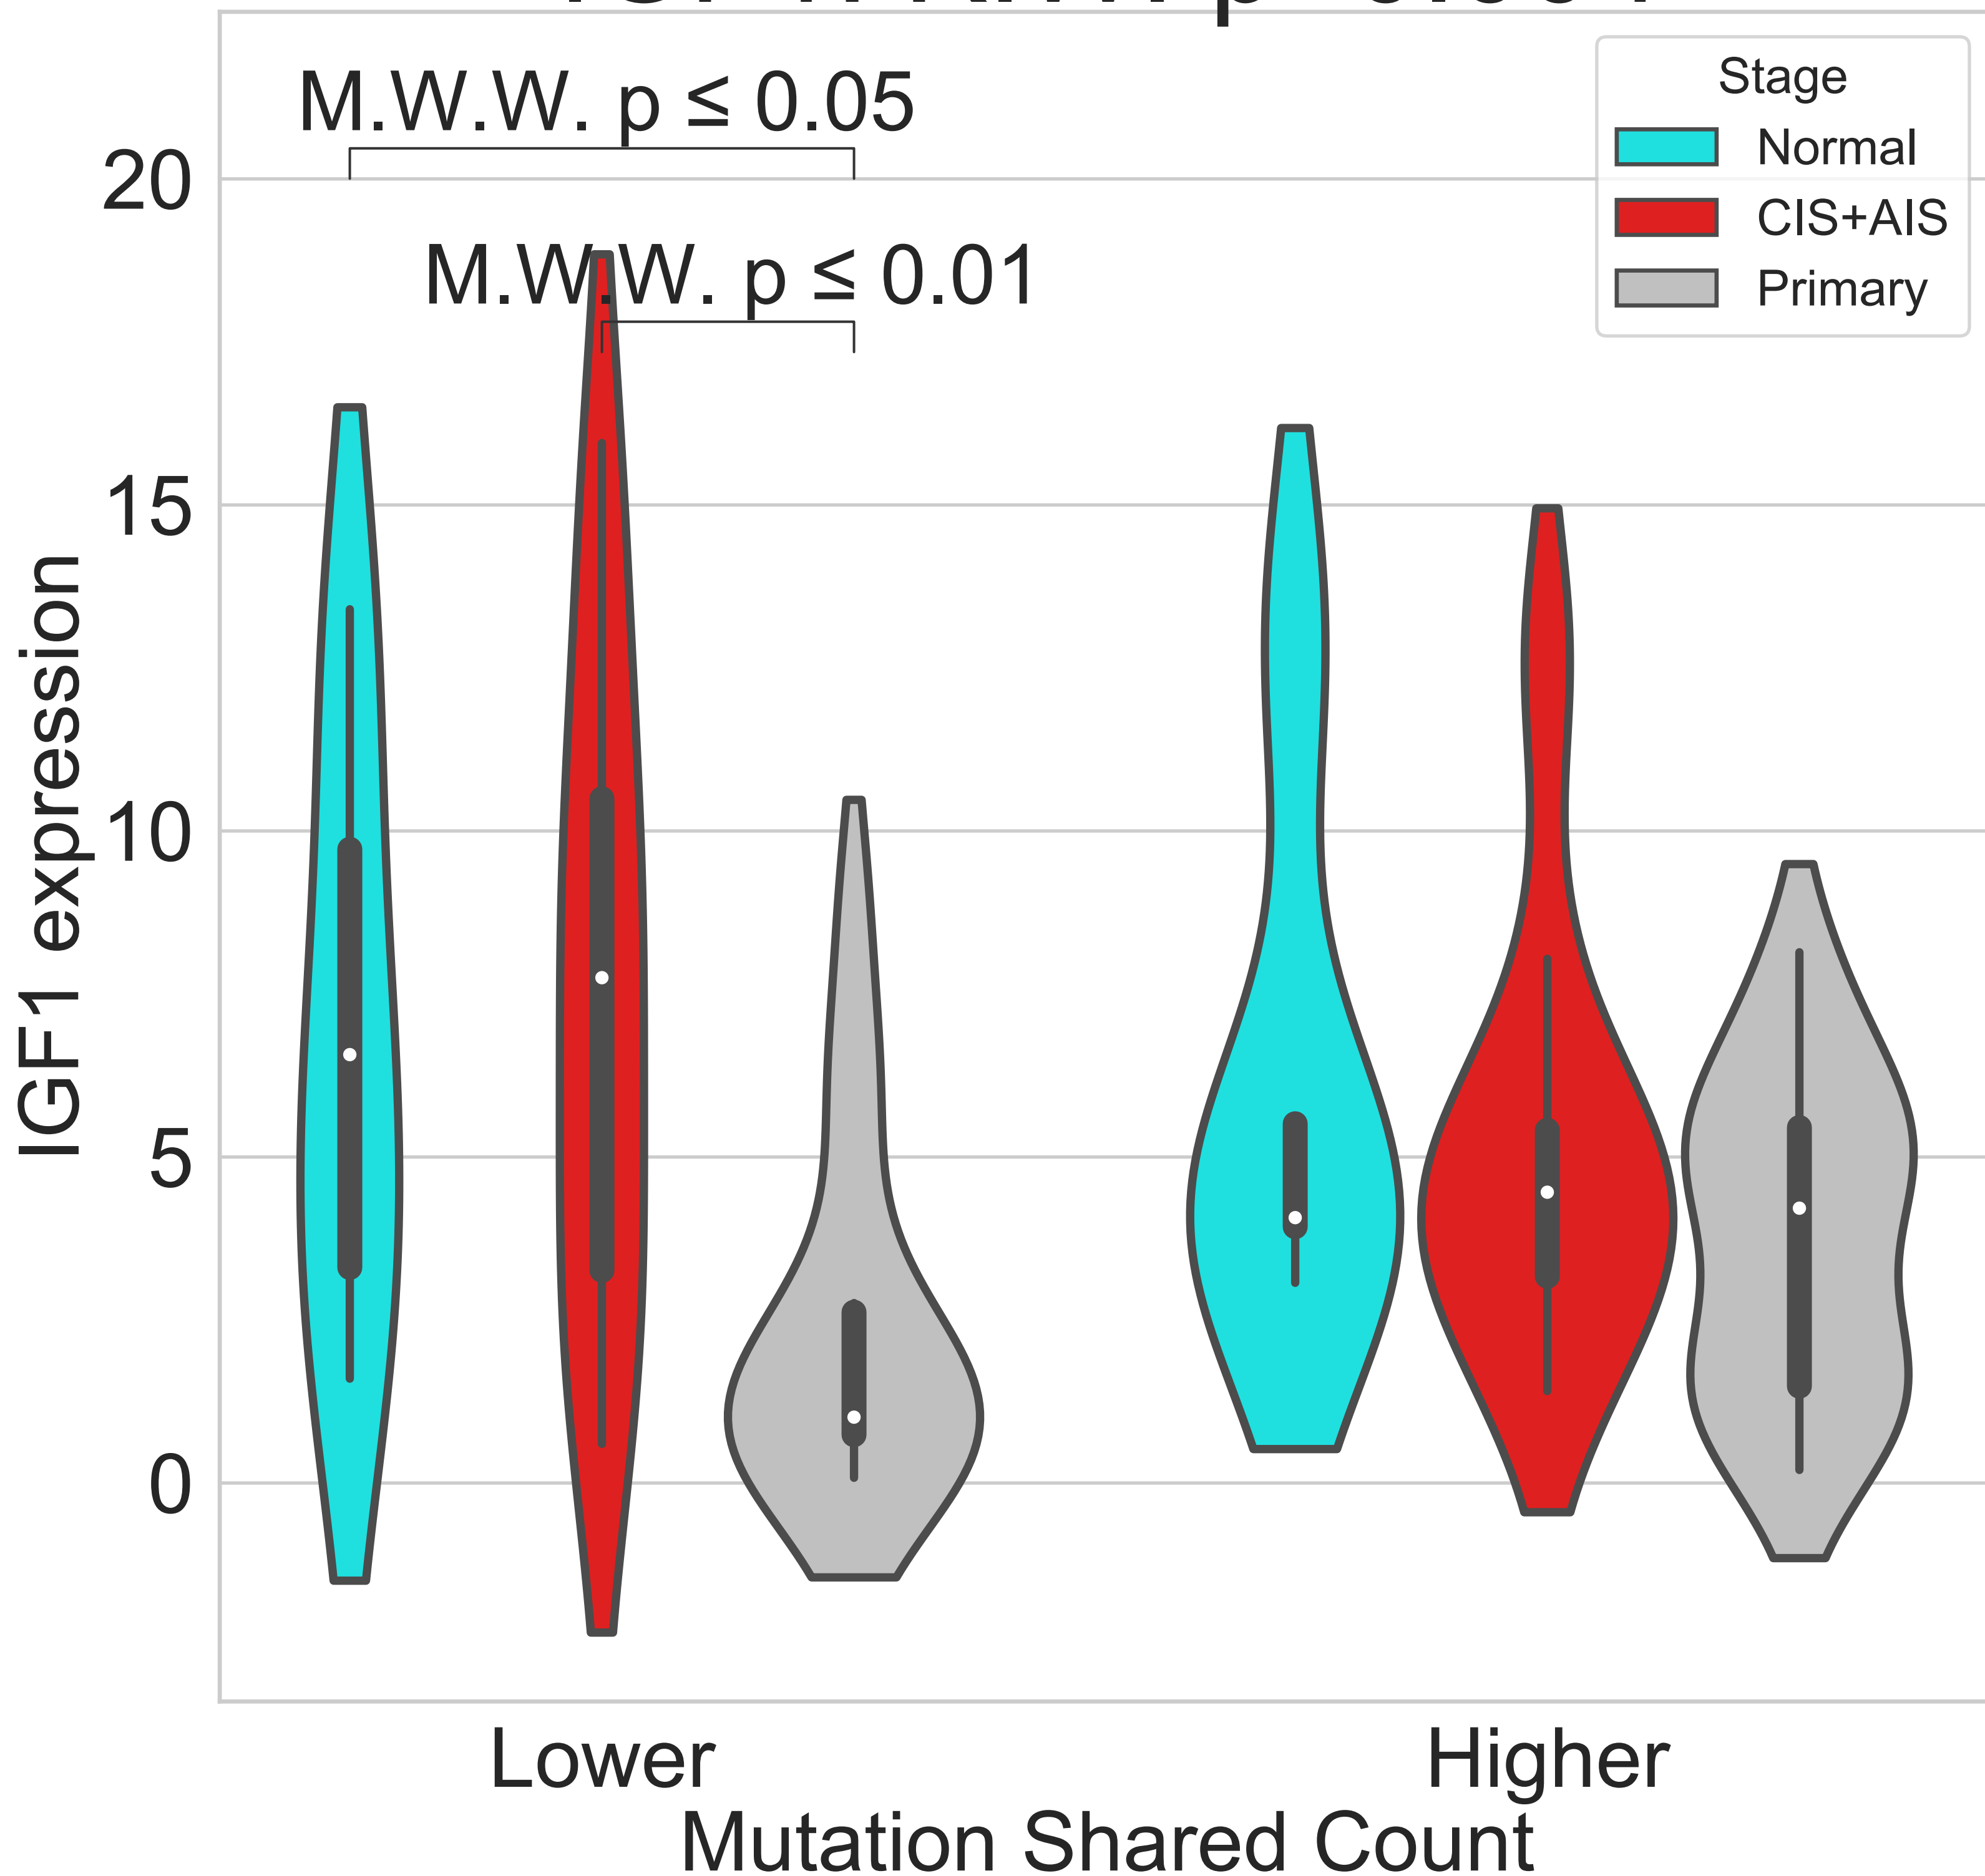 M.W.W. p ≤ 0.05
M.W.W. p ≤ 0.01
Stage
Normal
CIS+AIS
Primary
20
15
10
5
0
IGF1 expression
Lower
Higher
Mutation Shared Count